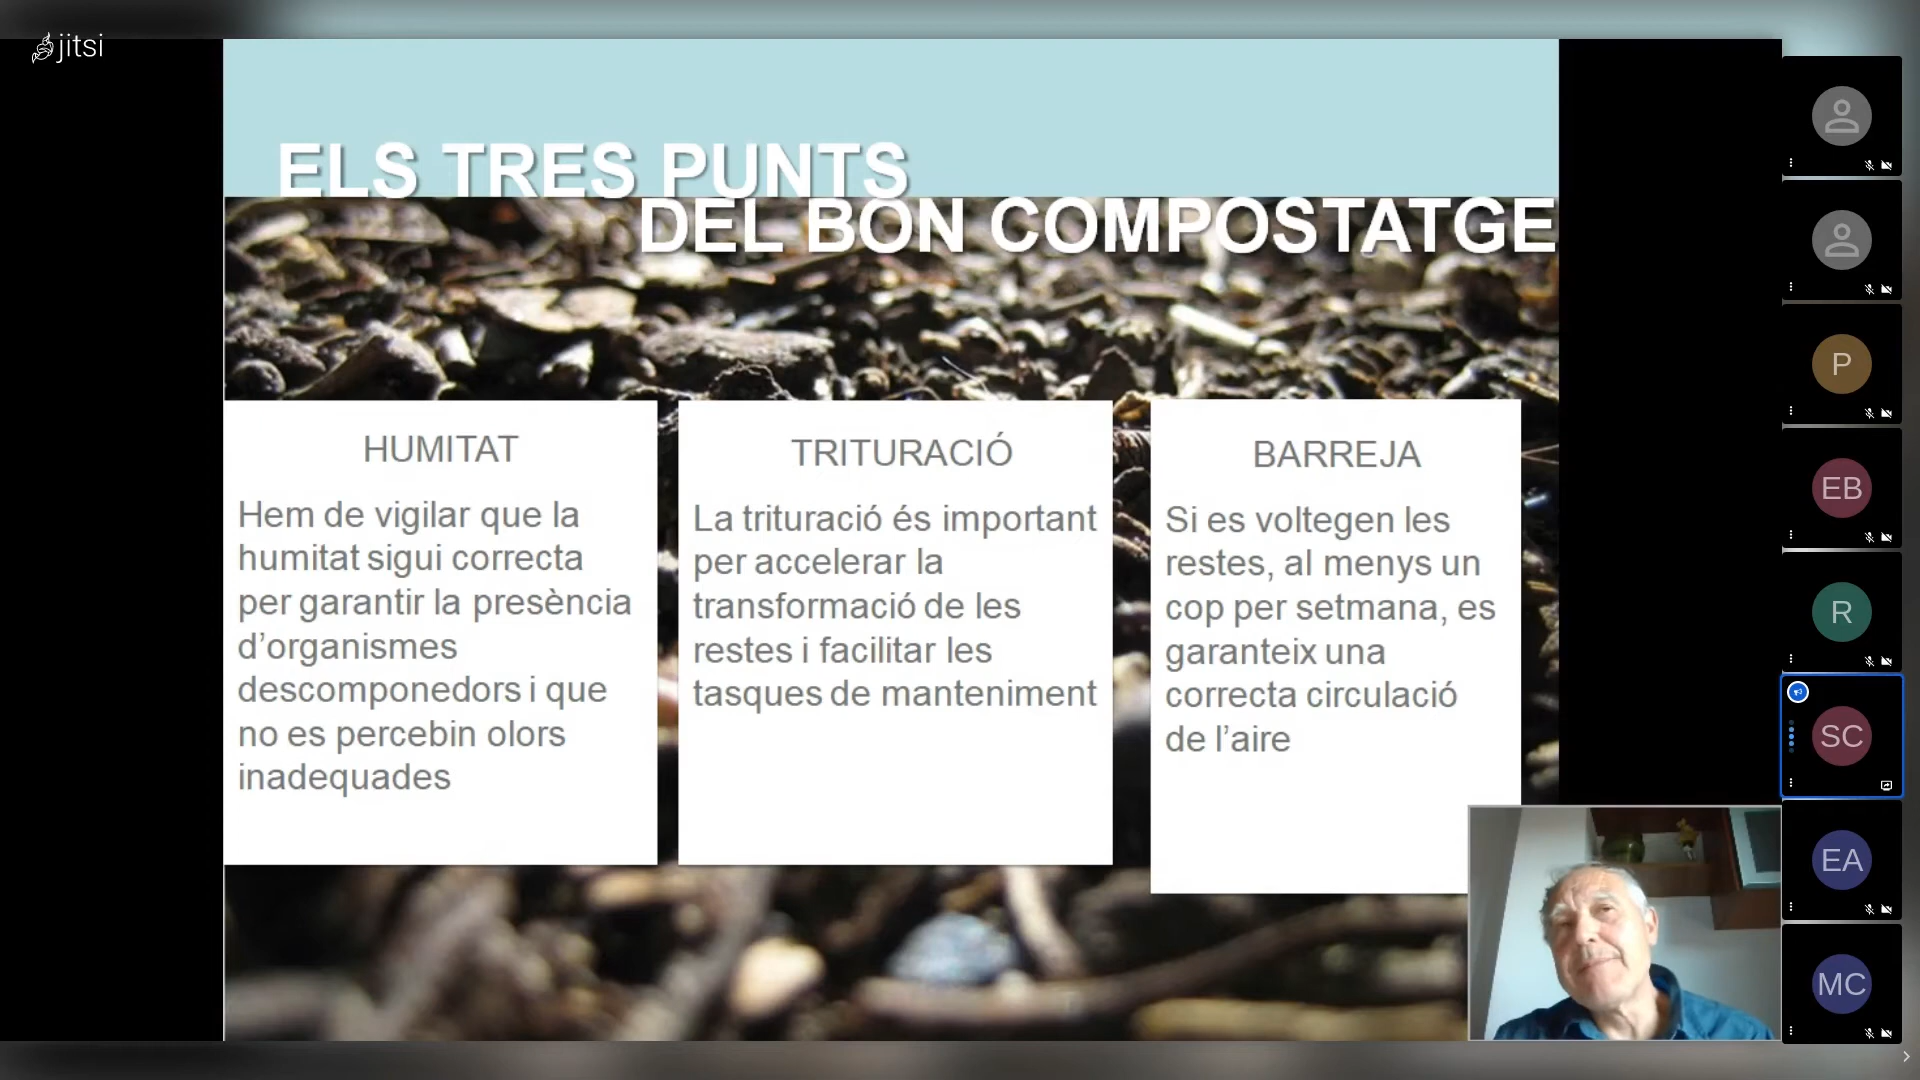 jitsi
ELS TRES PUNTS
DEL BON COMPOSTATGE
HUMITAT
Hem de vigilar que la
humitat sigui correcta
per garantir la presència
d’organismes
descomponedors i que
no es percebin olors
inadequades
TRITURACIÓ
La trituració és important
per accelerar la
transformació de les
restes i facilitar les
tasques de manteniment
BARREJA
Si es voltegen les
restes, al menys un
cop per setmana, es
garanteix una
correcta circulació
de l’aire
P
EB
R
SC
EA
MC